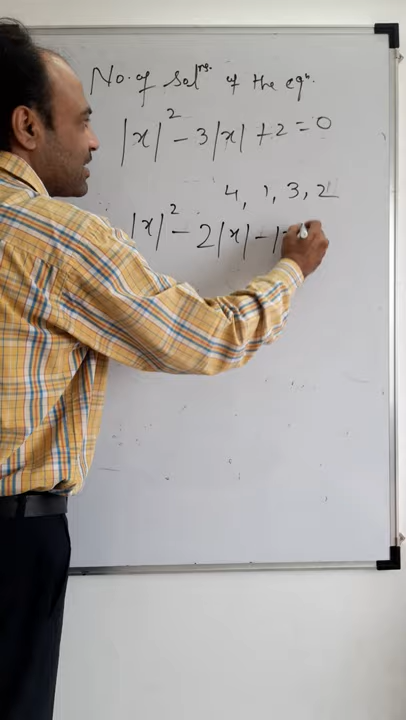 No. of Solⁿˢ. of the eqⁿ.
|x|² - 3|x| + 2 = 0
4, 1, 3, 2
|x|² - 2|x| - |=